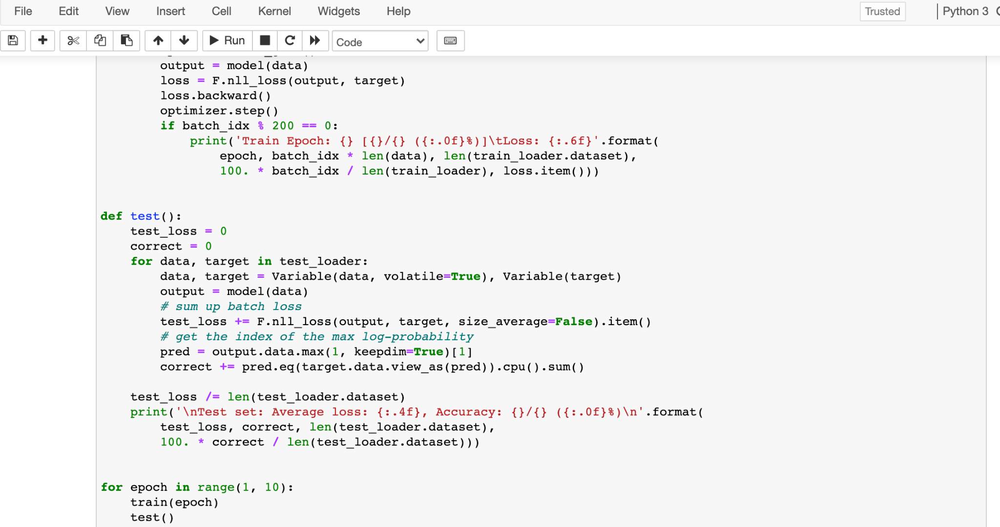 File Edit View Insert Cell Kernel Widgets Help Trusted Python 3
Run Code
output = model(data)
loss = F.nll_loss(output, target)
loss.backward()
optimizer.step()
if batch_idx % 200 == 0:
print('Train Epoch: {} [{}/{} ({:.0f}%)]\tLoss: {:.6f}'.format(
epoch, batch_idx * len(data), len(train_loader.dataset),
100. * batch_idx / len(train_loader), loss.item()))
def test():
test_loss = 0
correct = 0
for data, target in test_loader:
data, target = Variable(data, volatile=True), Variable(target)
output = model(data)
# sum up batch loss
test_loss += F.nll_loss(output, target, size_average=False).item()
# get the index of the max log-probability
pred = output.data.max(1, keepdim=True)[1]
correct += pred.eq(target.data.view_as(pred)).cpu().sum()
test_loss /= len(test_loader.dataset)
print('\nTest set: Average loss: {:.4f}, Accuracy: {}/{} ({:.0f}%)\n'.format(
test_loss, correct, len(test_loader.dataset),
100. * correct / len(test_loader.dataset)))
for epoch in range(1, 10):
train(epoch)
test()